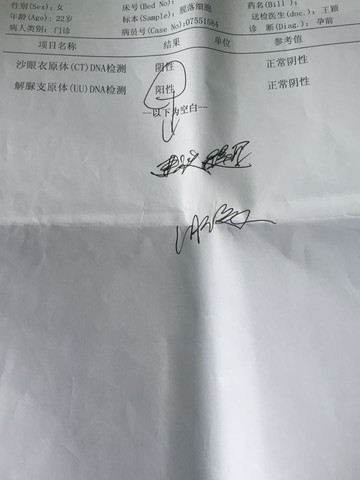 性别(Sex): 女 床号(Bed No): 药名(Bill ):
年龄(Age): 22岁 标本(Sample): 脱落细胞 送检医生(doc.): 王颖
病人类别: 门诊 病员号(Case No): 07551584 诊 断(Diag.): 孕前
项目名称 结果 单位 参考值
沙眼衣原体(CT)DNA检测 阴性 正常阴性
解脲支原体(UU)DNA检测 阳性 正常阴性
—以下为空白—